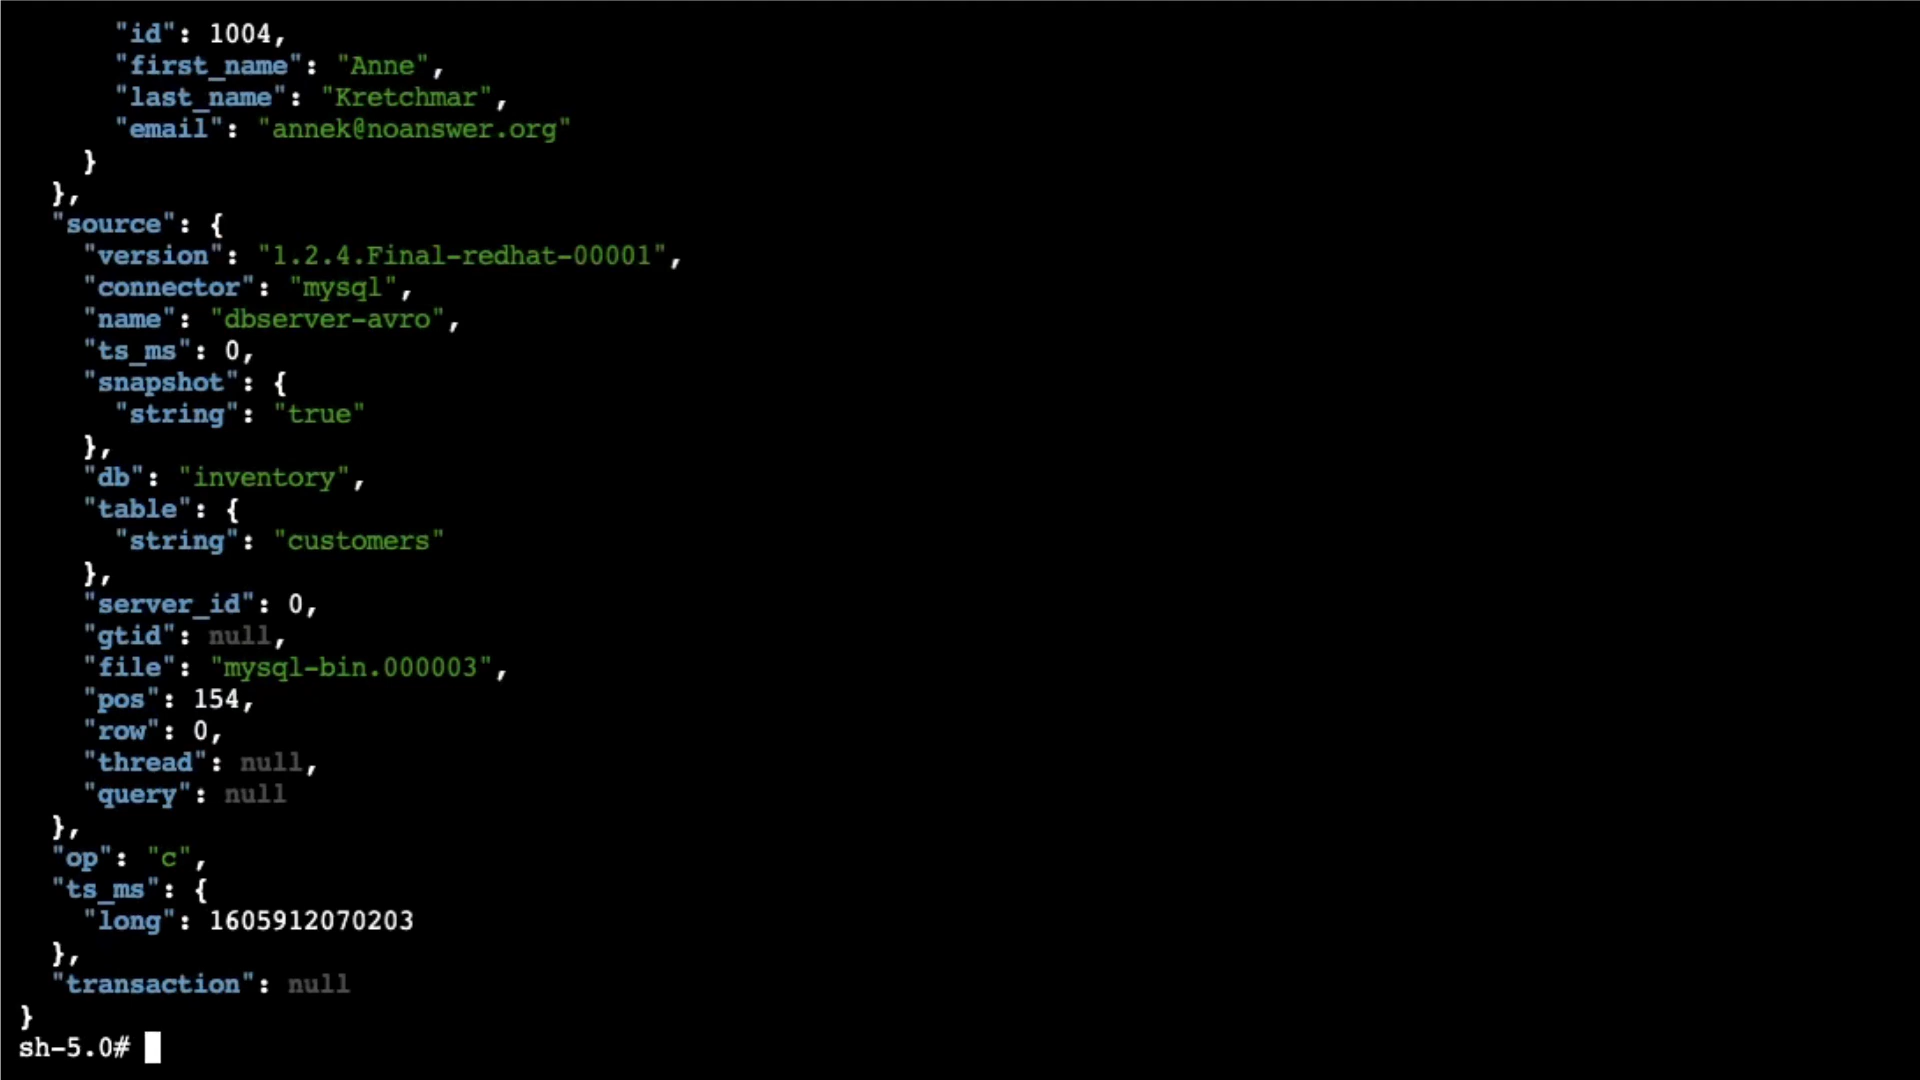 "id": 1004,
"first_name": "Anne",
"last_name": "Kretchmar",
"email": "annek@noanswer.org"
}
},
"source": {
"version": "1.2.4.Final-redhat-00001",
"connector": "mysql",
"name": "dbserver-avro",
"ts_ms": 0,
"snapshot": {
"string": "true"
},
"db": "inventory",
"table": {
"string": "customers"
},
"server_id": 0,
"gtid": null,
"file": "mysql-bin.000003",
"pos": 154,
"row": 0,
"thread": null,
"query": null
},
"op": "c",
"ts_ms": {
"long": 1605912070203
},
"transaction": null
}
sh-5.0#